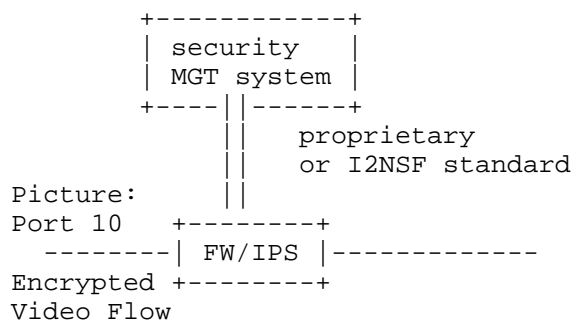 security
MGT system
proprietary
or I2NSF standard
Picture:
Port 10
FW/IPS
Encrypted
Video Flow